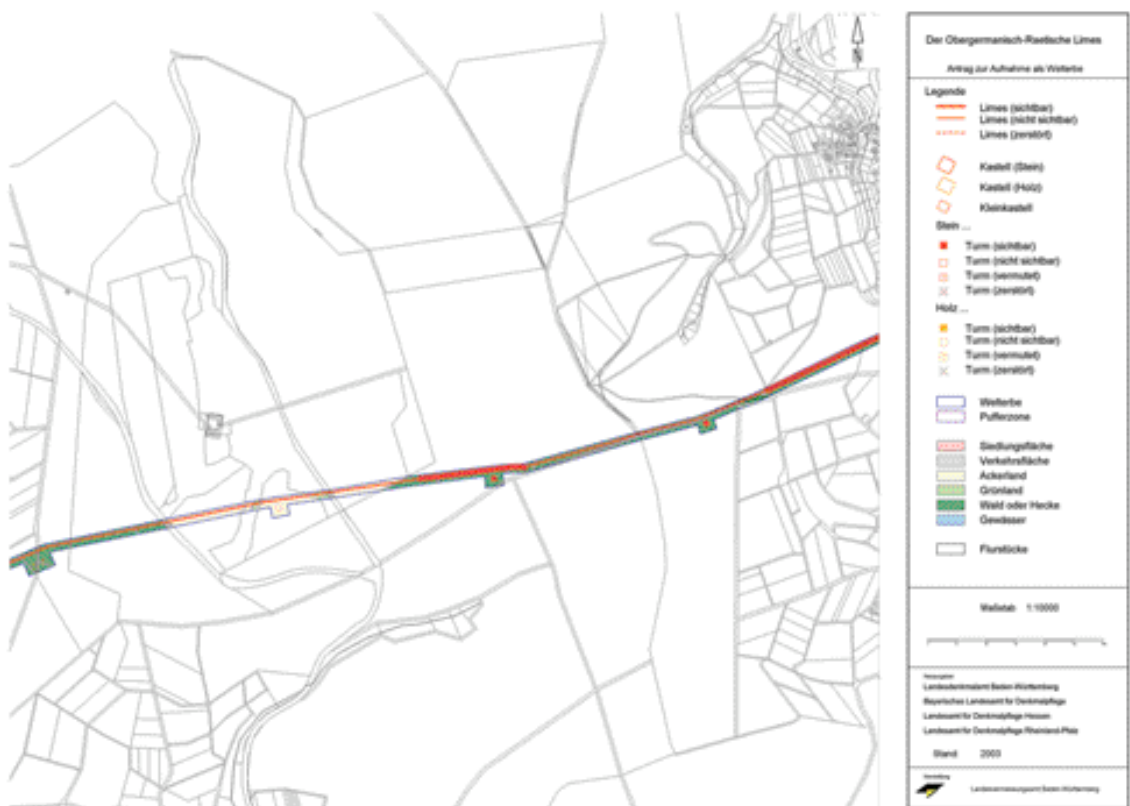 Der Obergermanisch-Raetische Limes
Antrag zur Aufnahme als Welterbe
Legende
Limes (sichtbar)
Limes (nicht sichtbar)
Limes (zerstört)
Kastell (Stein)
Kastell (Holz)
Kleinkastell
Stein ...
Turm (sichtbar)
Turm (nicht sichtbar)
Turm (vermutet)
Turm (zerstört)
Holz ...
Turm (sichtbar)
Turm (nicht sichtbar)
Turm (vermutet)
Turm (zerstört)
Welterbe
Pufferzone
Siedlungsfläche
Verkehrsfläche
Ackerland
Grünland
Wald oder Hecke
Gewässer
Flurstücke
Maßstab 1:10000
Herausgeber
Landesdenkmalamt Baden-Württemberg
Bayerisches Landesamt für Denkmalpflege
Landesamt für Denkmalpflege Hessen
Landesamt für Denkmalpflege Rheinland-Pfalz
Stand: 2003
Landesvermessungsamt Baden-Württemberg